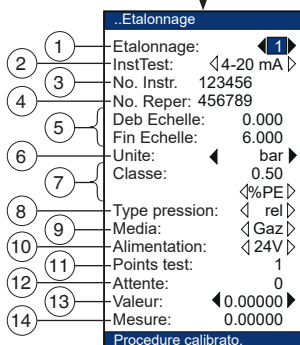 ..Etalonnage
1 Etalonnage: 1
2 InstTest: 4-20 mA
3 No. Instr. 123456
4 No. Reper: 456789
5 Deb Echelle: 0.000
Fin Echelle: 6.000
6 Unite: bar
7 Classe: 0.50
%PE
8 Type pression: rel
9 Media: Gaz
10 Alimentation: 24V
11 Points test: 1
12 Attente: 0
13 Valeur: 0.00000
14 Mesure: 0.00000
Procedure calibrato.